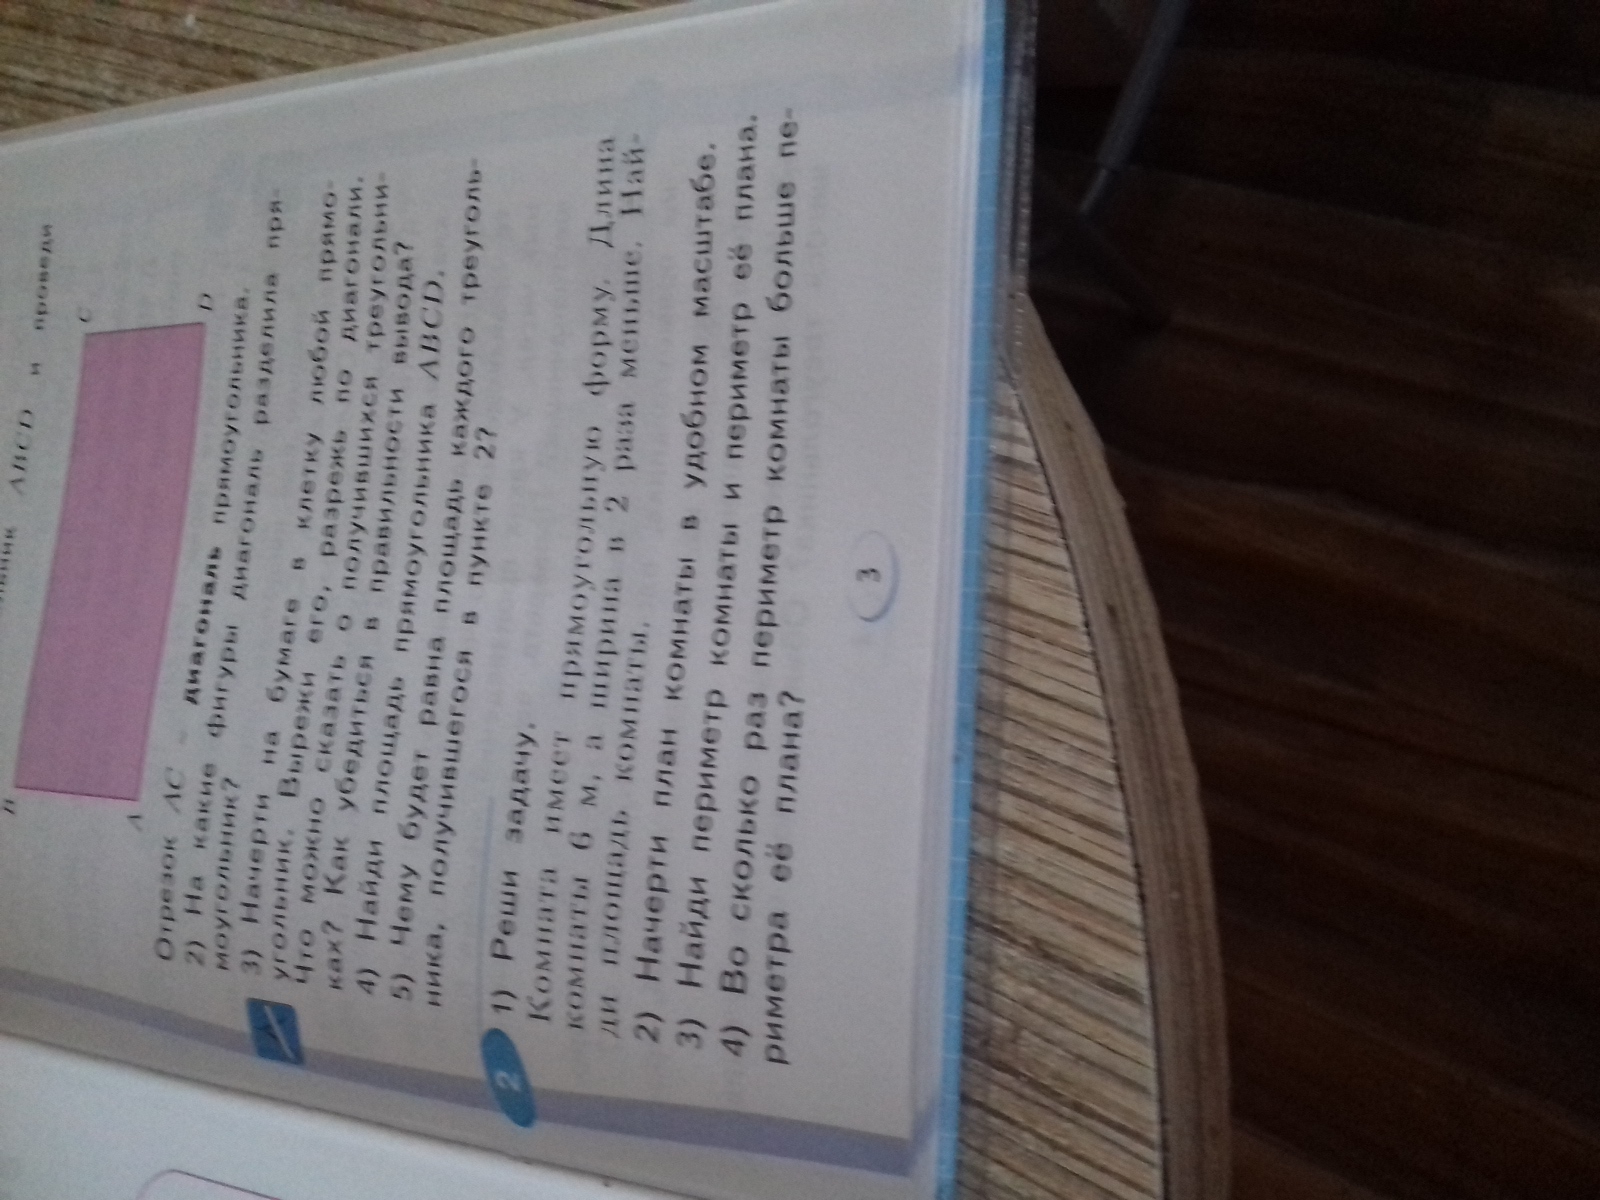 ABCD и проведи
B
C
A
D
Отрезок AC – диагональ прямоугольника.
2) На какие фигуры диагональ разделила пря-
моугольник?
3) Начерти на бумаге в клетку любой прямо-
угольник. Вырежи его, разрежь по диагонали.
Что можно сказать о получившихся треугольни-
ках? Как убедиться в правильности вывода?
4) Найди площадь прямоугольника ABCD.
5) Чему будет равна площадь каждого треуголь-
ника, получившегося в пункте 2?
2
1) Реши задачу.
Комната имеет прямоугольную форму. Длина
комнаты 6 м, а ширина в 2 раза меньше. Най-
ди площадь комнаты.
2) Начерти план комнаты в удобном масштабе.
3) Найди периметр комнаты и периметр её плана.
4) Во сколько раз периметр комнаты больше пе-
риметра её плана?
3